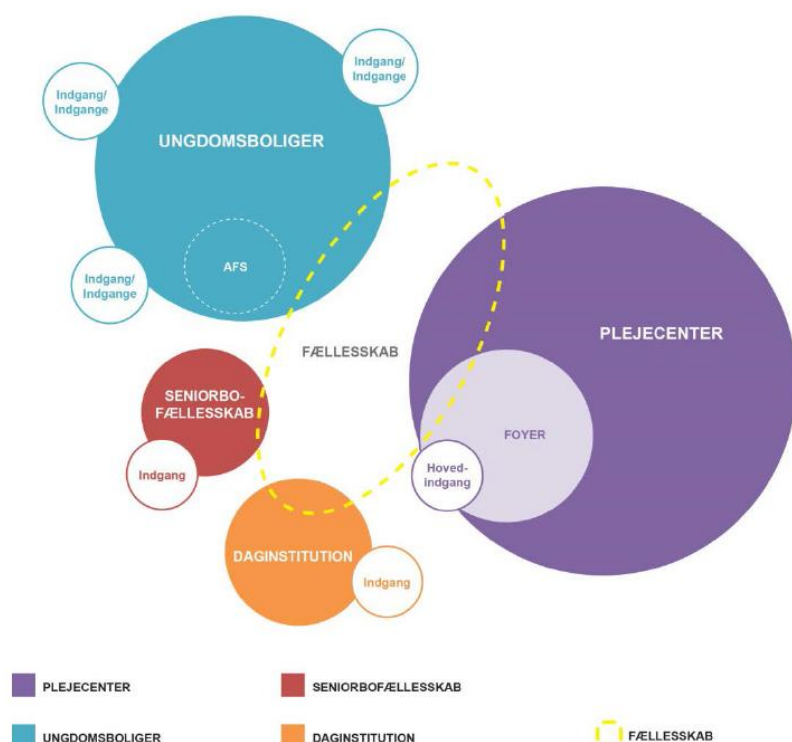 Indgang/
Indgange
Indgang/
Indgange
UNGDOMSBOLIGER
AFS
Indgang/
Indgange
PLEJECENTER
FÆLLESSKAB
SENIORBO-
FÆLLESSKAB
FOYER
Indgang
Hoved-
indgang
DAGINSTITUTION
Indgang
PLEJECENTER
SENIORBOFÆLLESSKAB
UNGDOMSBOLIGER
DAGINSTITUTION
FÆLLESSKAB